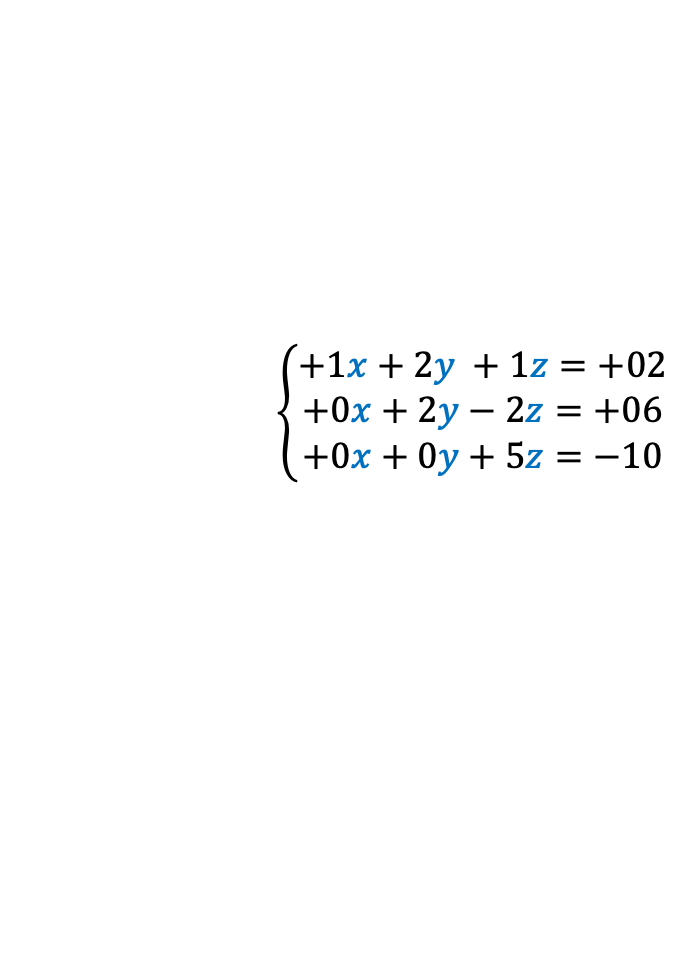 +1x + 2y + 1z = +02
+0x + 2y − 2z = +06
+0x + 0y + 5z = −10